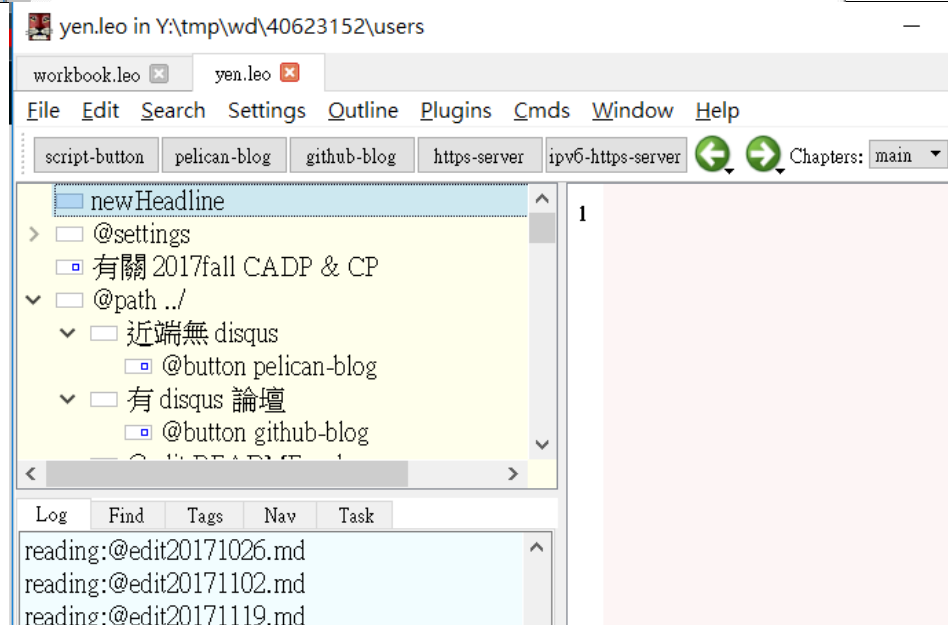 yen.leo in Y:\tmp\wd\40623152\users
workbook.leo yen.leo
File Edit Search Settings Outline Plugins Cmds Window Help
script-button pelican-blog github-blog https-server ipv6-https-server Chapters: main
newHeadline
1
@settings
有關 2017fall CADP & CP
@path ../
近端無 disqus
@button pelican-blog
有 disqus 論壇
@button github-blog
Log Find Tags Nav Task
reading:@edit20171026.md
reading:@edit20171102.md
reading:@edit20171119.md